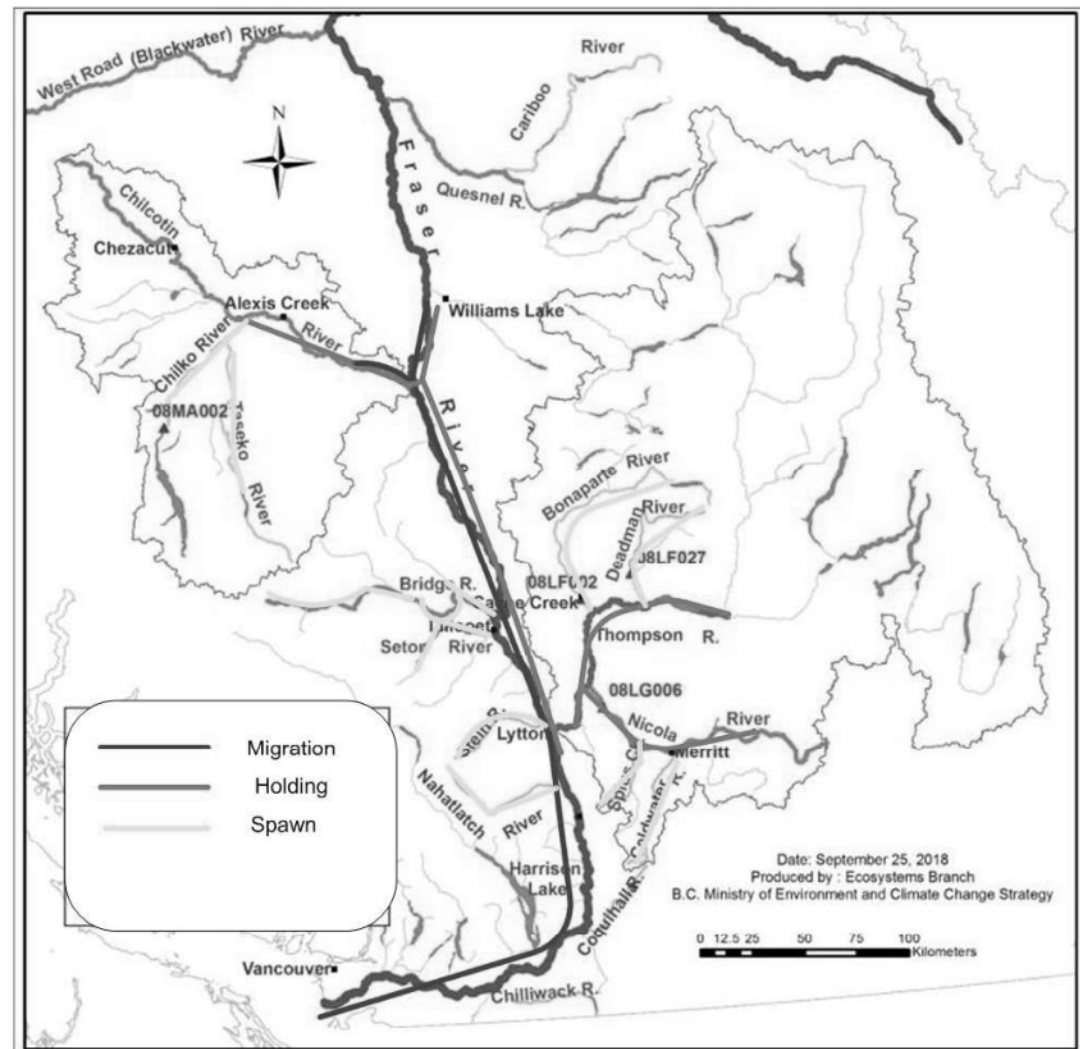 West Road (Blackwater) River
River
Cariboo
N
Fraser
Quesnel R.
Chilcotin
Chezacut
Alexis Creek
River
Williams Lake
River
Chilko River
08MA002
Taseko
River
Bonaparte River
Deadman
River
08LF027
08LF002
Bridge R.
Creek
Thompson R.
Seton River
08LG006
Nicola
River
Lytton
Merritt
Nahatlatch
River
Coldwater R.
Migration
Holding
Spawn
Harrison
Lake
Coquihalla R.
Date: September 25, 2018
Produced by : Ecosystems Branch
B.C. Ministry of Environment and Climate Change Strategy
0 12.5 25 50 75 100
Kilometers
Vancouver
Chilliwack R.